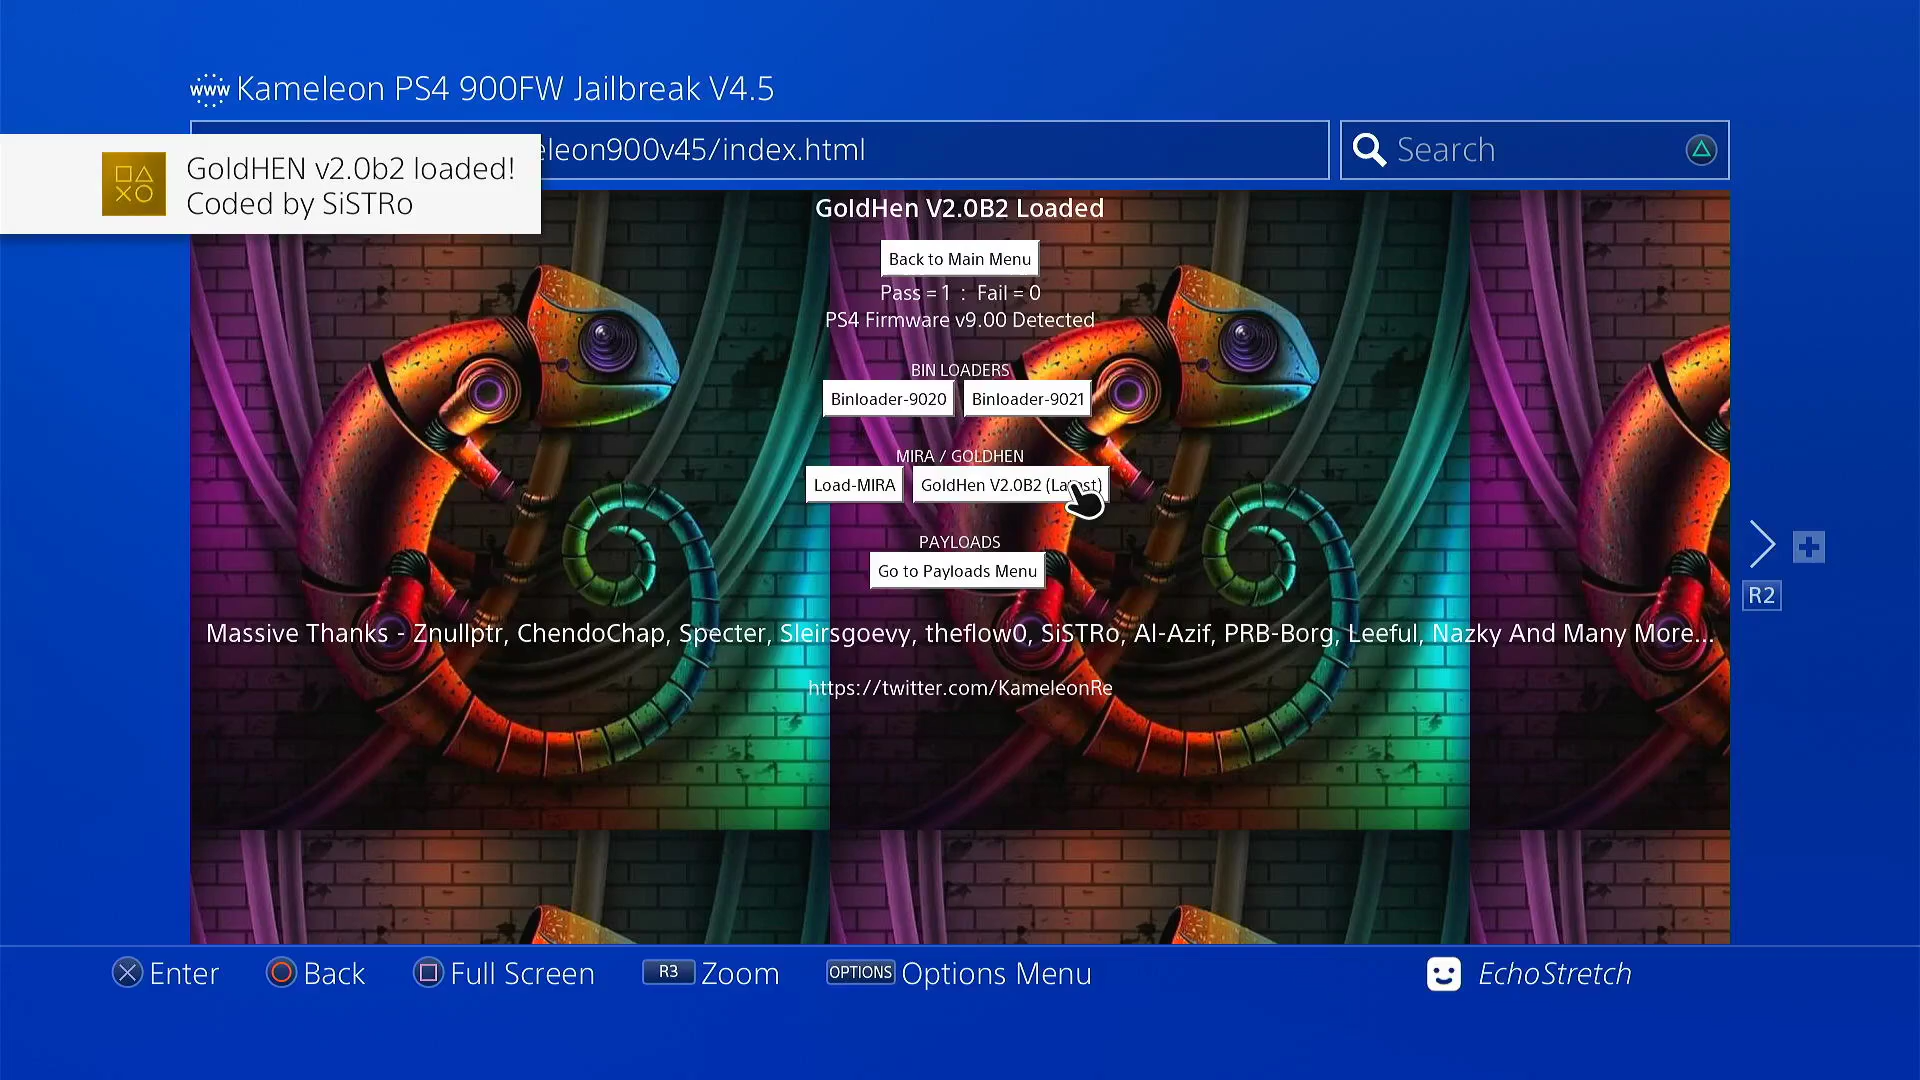 www Kameleon PS4 900FW Jailbreak V4.5
eleon900v45/index.html
Search
GoldHEN v2.0b2 loaded!
Coded by SiSTRo
GoldHen V2.0B2 Loaded
Back to Main Menu
Pass = 1 : Fail = 0
PS4 Firmware v9.00 Detected
BIN LOADERS
Binloader-9020 Binloader-9021
MIRA / GOLDHEN
Load-MIRA GoldHen V2.0B2 (Latest)
PAYLOADS
Go to Payloads Menu
R2
Massive Thanks - Znullptr, ChendoChap, Specter, Sleirsgoevy, theflow0, SiSTRo, Al-Azif, PRB-Borg, Leeful, Nazky And Many More...
https://twitter.com/KameleonRe
Enter Back Full Screen R3 Zoom OPTIONS Options Menu EchoStretch